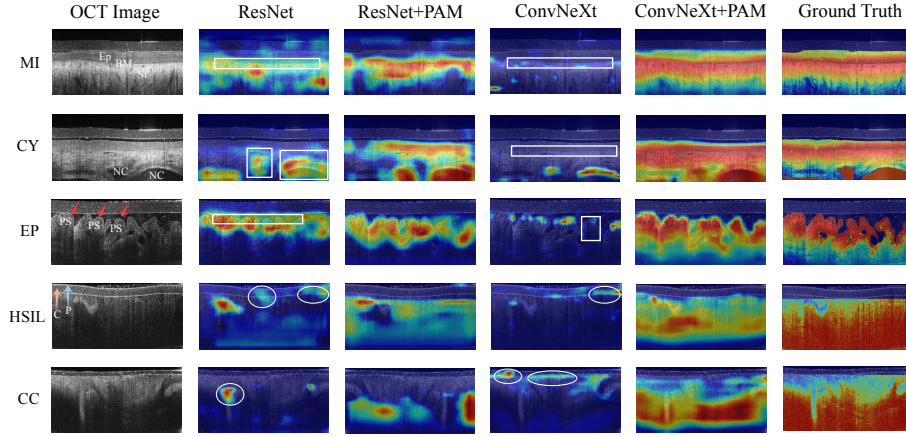 OCT Image ResNet ResNet+PAM ConvNeXt ConvNeXt+PAM Ground Truth
MI
Ep
BM
St
CY
NC NC
EP
PS PS PS
HSIL
C P
CC